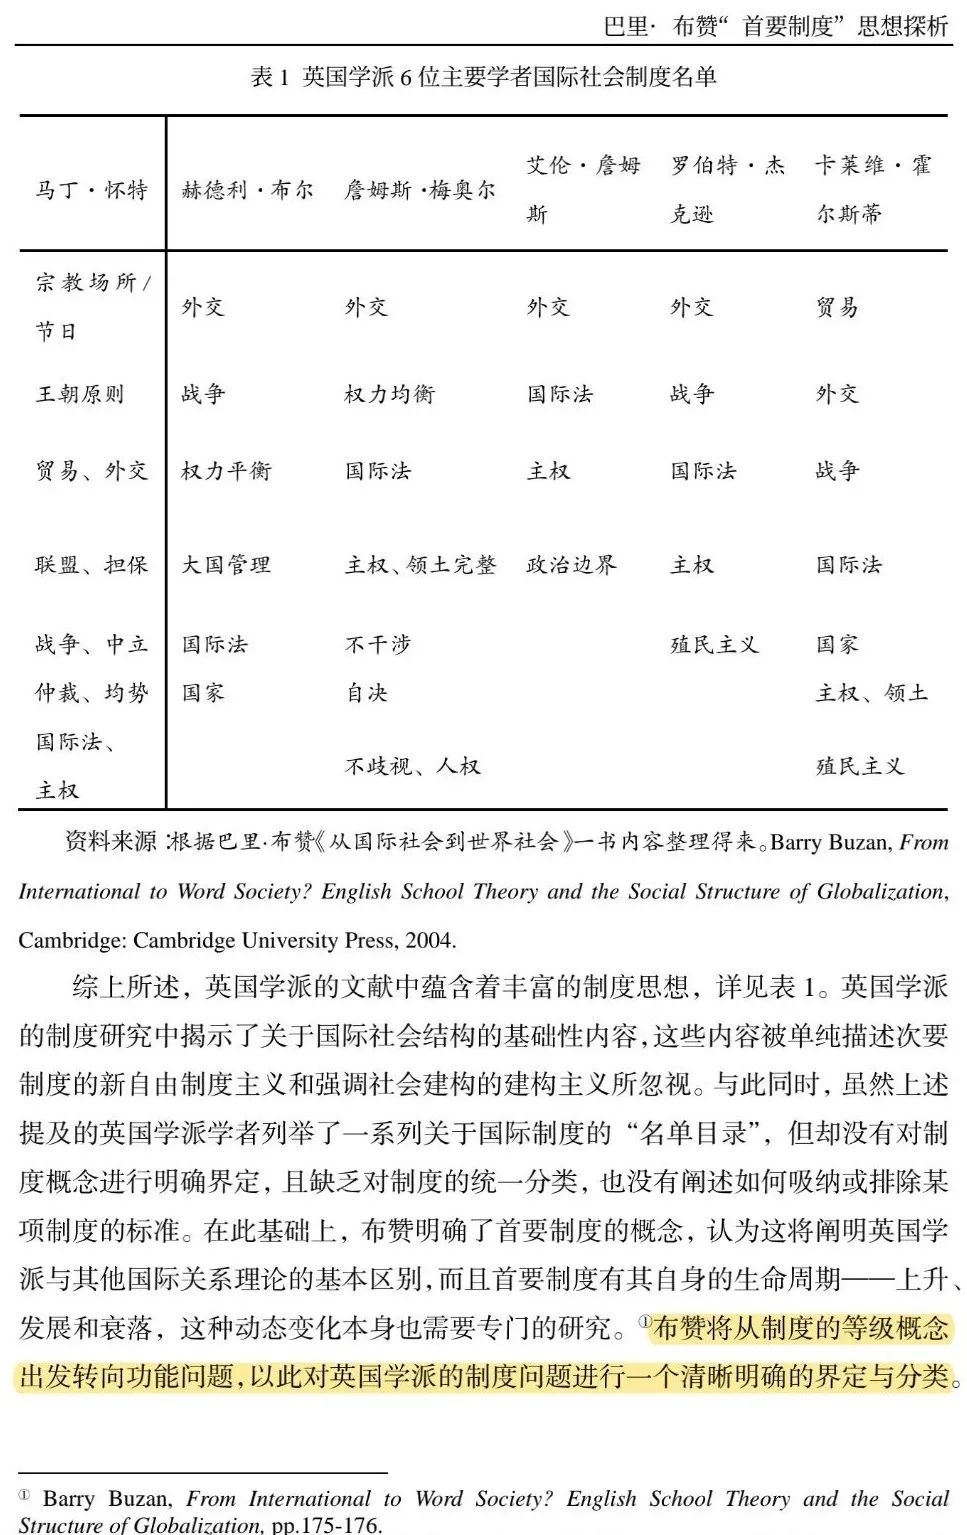 巴里·布赞“首要制度”思想探析
表 1 英国学派 6 位主要学者国际社会制度名单
马丁·怀特 赫德利·布尔 詹姆斯·梅奥尔 艾伦·詹姆斯 罗伯特·杰克逊 卡莱维·霍尔斯蒂
宗教场所/节日 外交 外交 外交 外交 贸易
王朝原则 战争 权力均衡 国际法 战争 外交
贸易、外交 权力平衡 国际法 主权 国际法 战争
联盟、担保 大国管理 主权、领土完整 政治边界 主权 国际法
战争、中立 国际法 不干涉 殖民主义 国家
仲裁、均势 国家 自决 主权、领土
国际法、主权 不歧视、人权 殖民主义
资料来源:根据巴里·布赞《从国际社会到世界社会》一书内容整理得来。Barry Buzan, From
International to Word Society? English School Theory and the Social Structure of Globalization,
Cambridge: Cambridge University Press, 2004.
综上所述，英国学派的文献中蕴含着丰富的制度思想，详见表 1。英国学派
的制度研究中揭示了关于国际社会结构的基础性内容，这些内容被单纯描述次要
制度的新自由制度主义和强调社会建构的建构主义所忽视。与此同时，虽然上述
提及的英国学派学者列举了一系列关于国际制度的“名单目录”，但却没有对制
度概念进行明确界定，且缺乏对制度的统一分类，也没有阐述如何吸纳或排除某
项制度的标准。在此基础上，布赞明确了首要制度的概念，认为这将阐明英国学
派与其他国际关系理论的基本区别，而且首要制度有其自身的生命周期——上升、
发展和衰落，这种动态变化本身也需要专门的研究。①布赞将从制度的等级概念
出发转向功能问题，以此对英国学派的制度问题进行一个清晰明确的界定与分类。
① Barry Buzan, From International to Word Society? English School Theory and the Social
Structure of Globalization, pp.175-176.